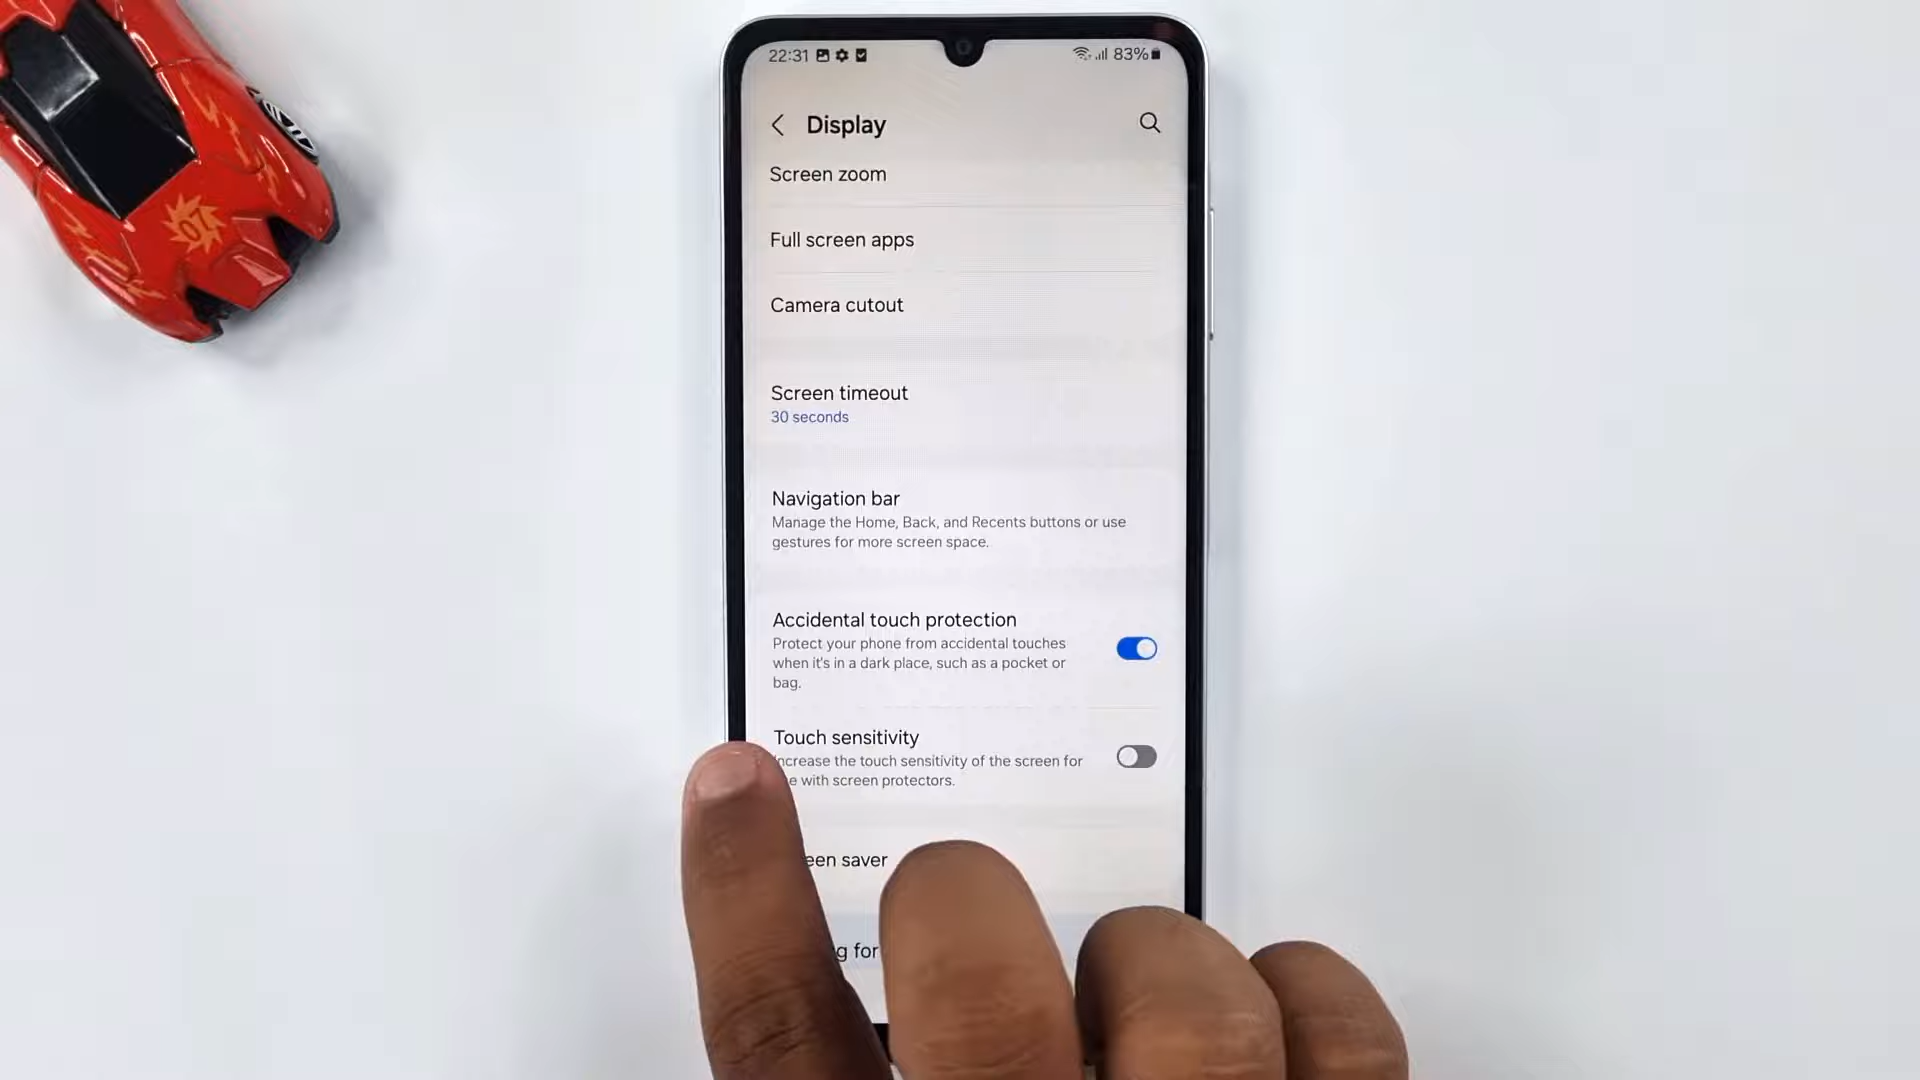 22:31 83%
Display
Screen zoom
Full screen apps
Camera cutout
Screen timeout
30 seconds
Navigation bar
Manage the Home, Back, and Recents buttons or use
gestures for more screen space.
Accidental touch protection
Protect your phone from accidental touches
when it's in a dark place, such as a pocket or
bag.
Touch sensitivity
ncrease the touch sensitivity of the screen for
e with screen protectors.
een saver
g for
07